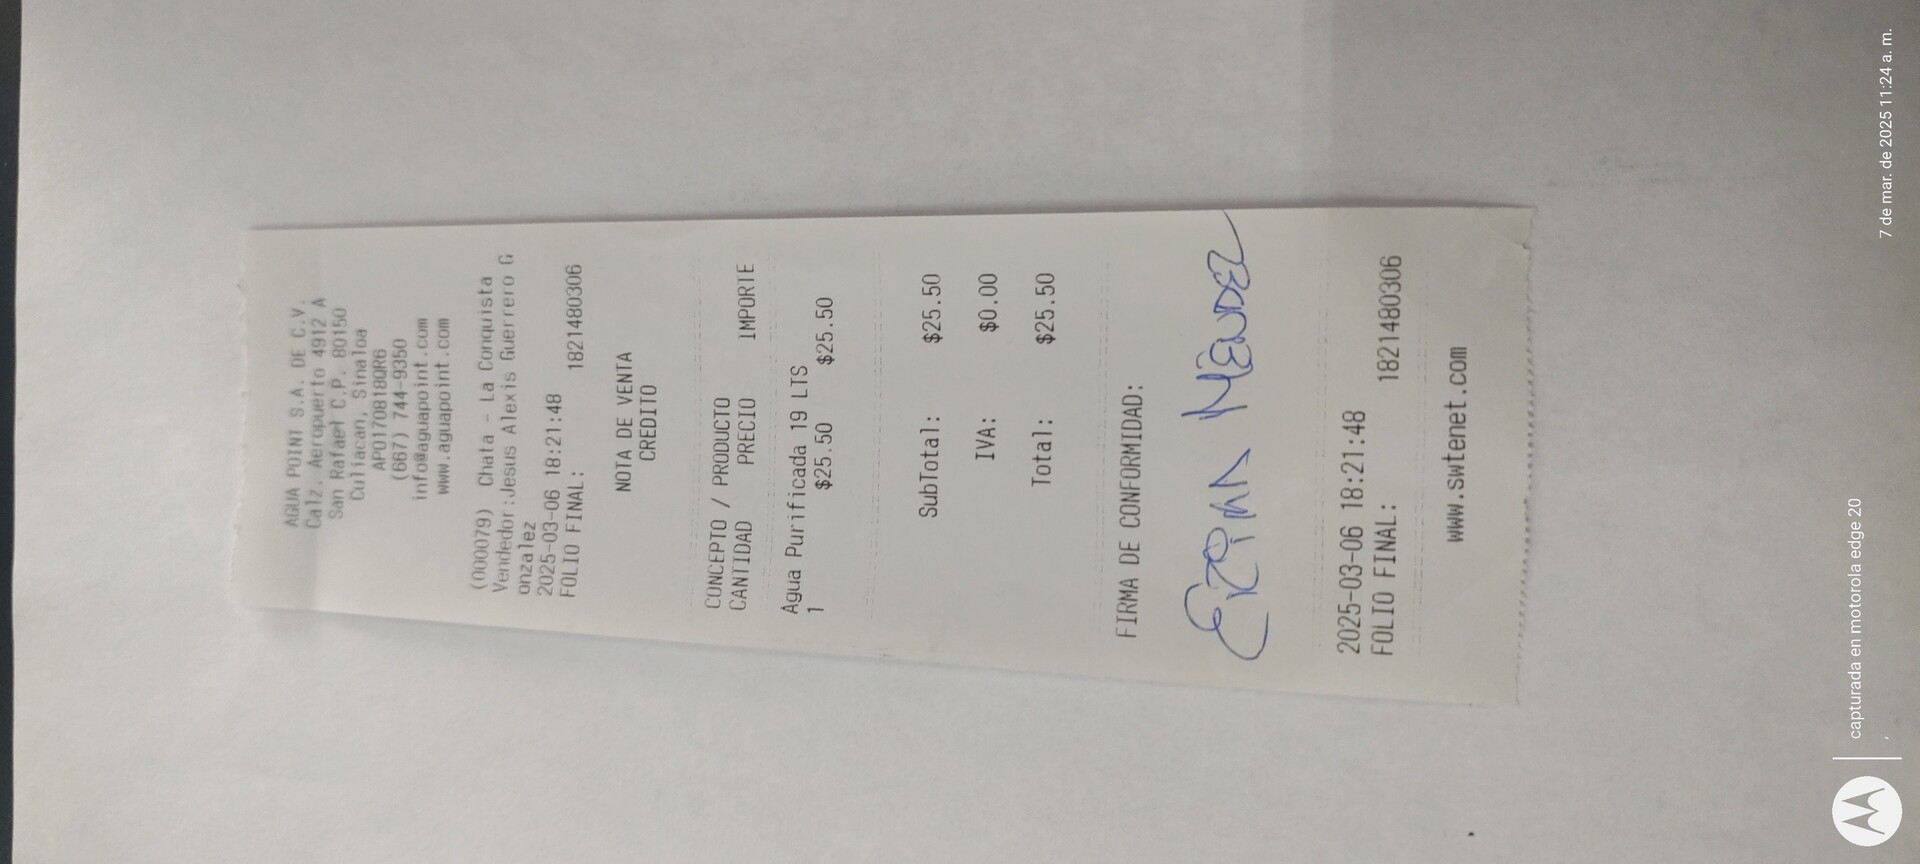 AGUA POINT S.A. DE C.V.
Calz. Aeropuerto 4912 A
San Rafael C.P. 80150
Culiacan, Sinaloa
APO170818QR6
(667) 744-9350
info@aguapoint.com
www.aguapoint.com
(000079) Chata - La Conquista
Vendedor:Jesus Alexis Guerrero G
onzalez
2025-03-06 18:21:48
FOLIO FINAL: 1821480306
NOTA DE VENTA
CREDITO
CONCEPTO / PRODUCTO
CANTIDAD PRECIO IMPORTE
Agua Purificada 19 LTS
1 $25.50 $25.50
SubTotal: $25.50
IVA: $0.00
Total: $25.50
FIRMA DE CONFORMIDAD:
MENDEZ
2025-03-06 18:21:48
FOLIO FINAL: 1821480306
www.swtenet.com
capturada en motorola edge 20
7 de mar. de 2025 11:24 a. m.